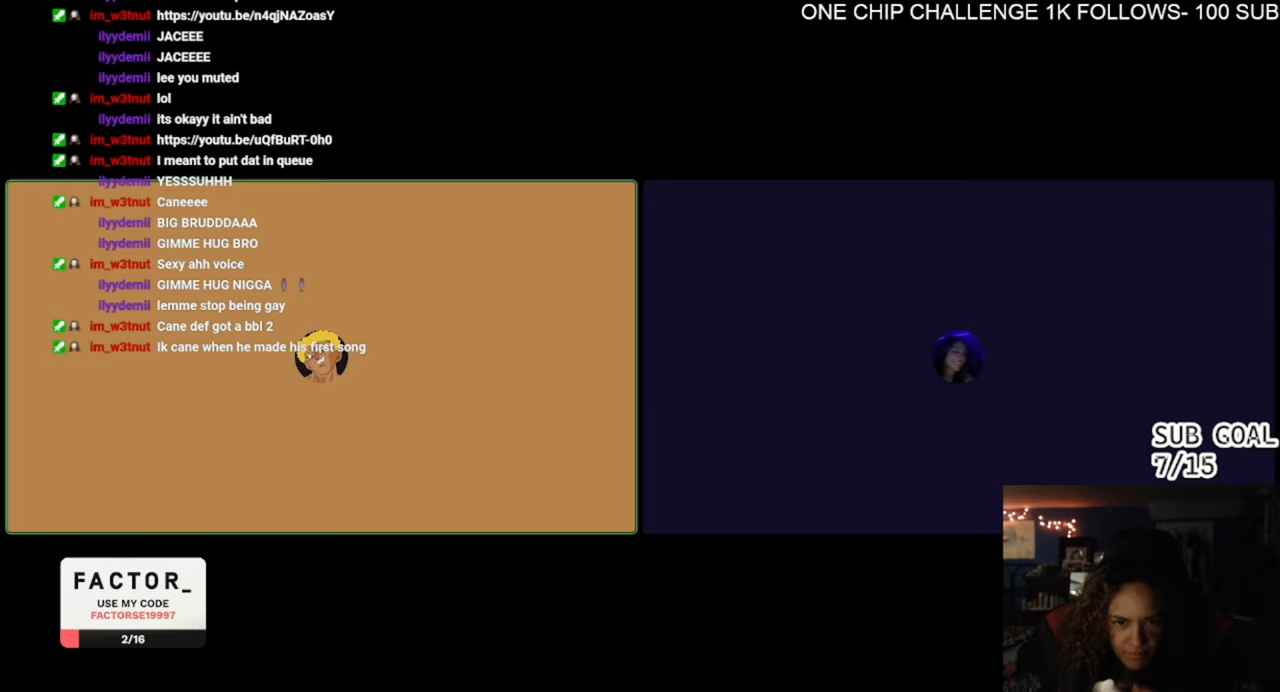 im_w3tnut https://youtu.be/n4qjNAZoasY
ilyydemii JACEEE
ilyydemii JACEEEE
ilyydemii lee you muted
im_w3tnut lol
ilyydemii its okayy it ain't bad
im_w3tnut https://youtu.be/uQfBuRT-0h0
im_w3tnut I meant to put dat in queue
ilyydemii YESSSUHHH
im_w3tnut Caneeee
ilyydemii BIG BRUDDDAAA
ilyydemii GIMME HUG BRO
im_w3tnut Sexy ahh voice
ilyydemii GIMME HUG NIGGA
ilyydemii lemme stop being gay
im_w3tnut Cane def got a bbl 2
im_w3tnut Ik cane when he made his first song
ONE CHIP CHALLENGE 1K FOLLOWS- 100 SUB
SUB GOAL
7/15
FACTOR_
USE MY CODE
FACTORSE19997
2/16